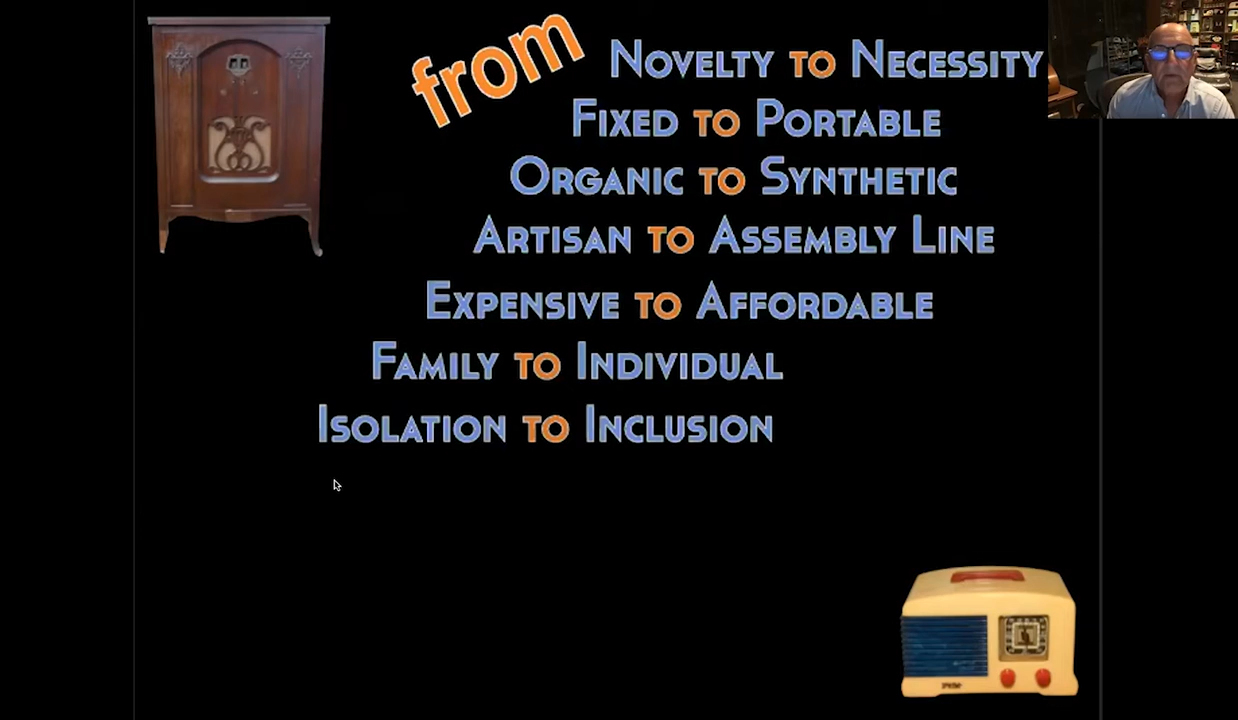 from
Novelty to Necessity
Fixed to Portable
Organic to Synthetic
Artisan to Assembly Line
Expensive to Affordable
Family to Individual
Isolation to Inclusion